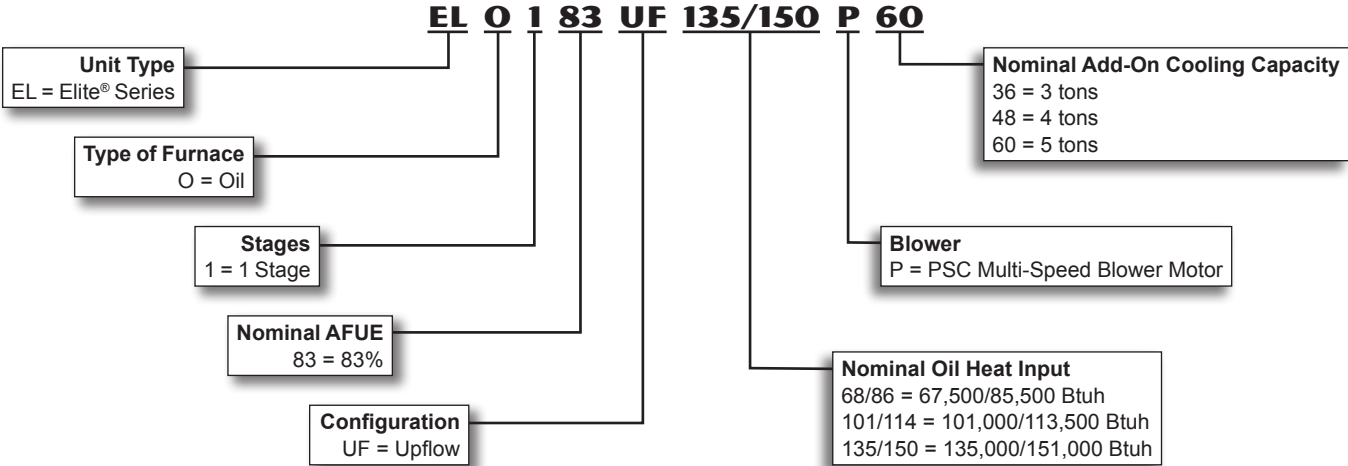 EL O 1 83 UF 135/150 P 60
Unit Type
EL = Elite® Series
Type of Furnace
O = Oil
Stages
1 = 1 Stage
Nominal AFUE
83 = 83%
Configuration
UF = Upflow
Nominal Add-On Cooling Capacity
36 = 3 tons
48 = 4 tons
60 = 5 tons
Blower
P = PSC Multi-Speed Blower Motor
Nominal Oil Heat Input
68/86 = 67,500/85,500 Btuh
101/114 = 101,000/113,500 Btuh
135/150 = 135,000/151,000 Btuh